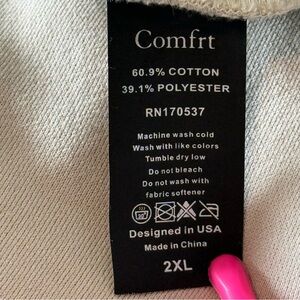 Comfrt
60.9% COTTON
39.1% POLYESTER
RN170537
Machine wash cold
Wash with like colors
Tumble dry low
Do not bleach
Do not wash with
fabric softener
Designed in USA
Made in China
2XL